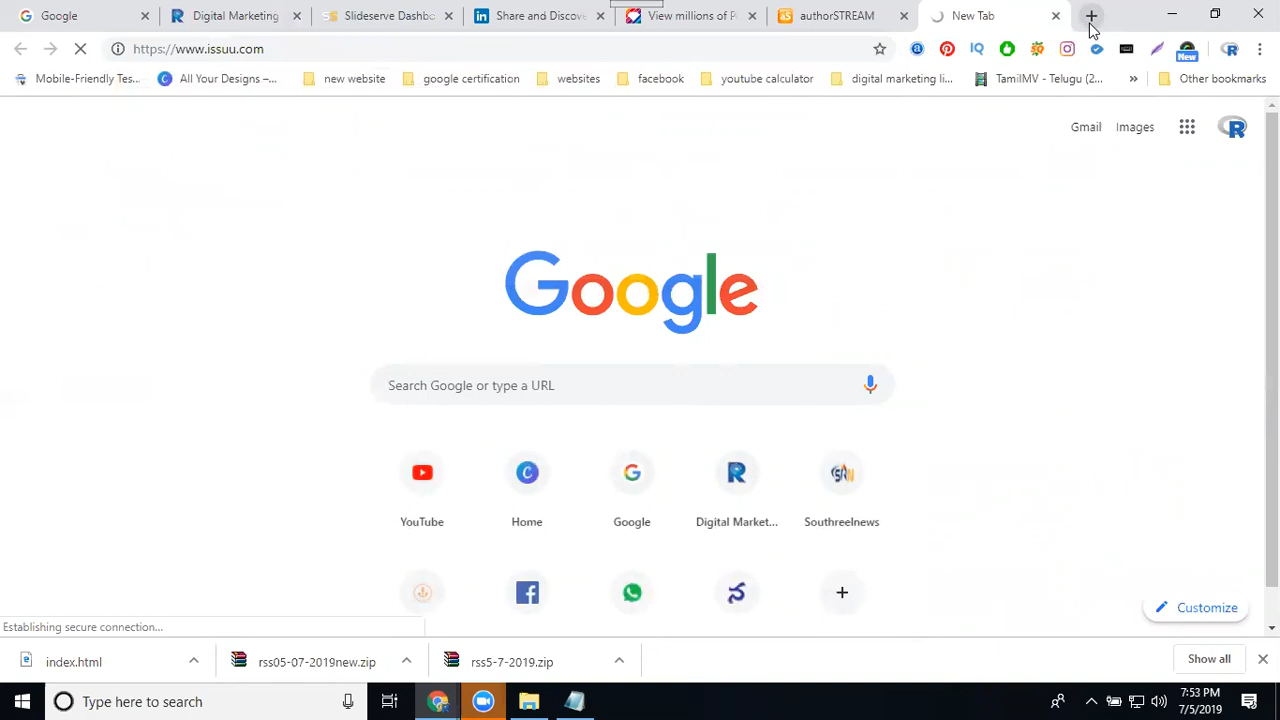 Google
Digital Marketing
Slideserve Dashbo
Share and Discov
View millions of P
authorSTREAM
New Tab
https://www.issuu.com
New
Mobile-Friendly Tes...
All Your Designs –...
new website
google certification
websites
facebook
youtube calculator
digital marketing li...
TamilMV - Telugu (2...
Other bookmarks
Gmail
Images
Google
Search Google or type a URL
YouTube
Home
Google
Digital Market...
Southreelnews
Customize
Establishing secure connection...
index.html
rss05-07-2019new.zip
rss5-7-2019.zip
Show all
Type here to search
7:53 PM
7/5/2019